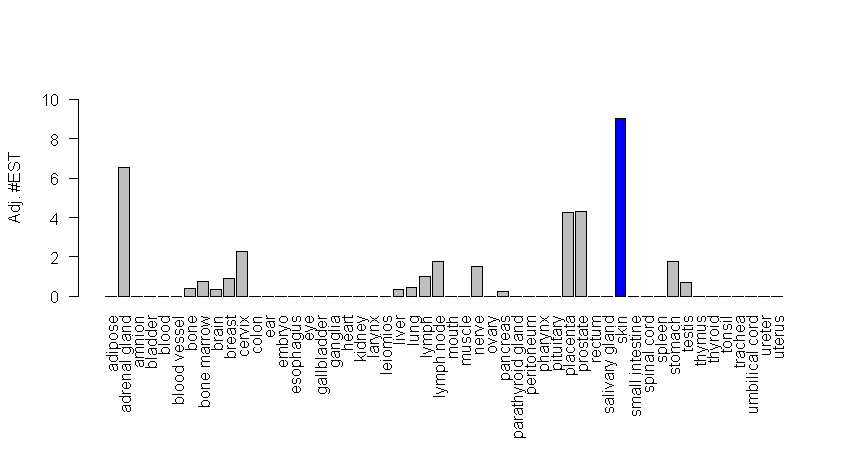 Adj. #EST
10
8
6
4
2
0
adipose
adrenal gland
amnion
bladder
blood
blood vessel
bone
bone marrow
brain
breast
cervix
colon
ear
embryo
esophagus
eye
gallbladder
ganglia
heart
kidney
larynx
leiomios
liver
lung
lymph
lymph node
mouth
muscle
nerve
ovary
pancreas
parathyroid gland
peritoneum
pharynx
pituitary
placenta
prostate
rectum
salivary gland
skin
small intestine
spinal cord
spleen
stomach
testis
thymus
thyroid
tonsil
trachea
umbilical cord
ureter
uterus